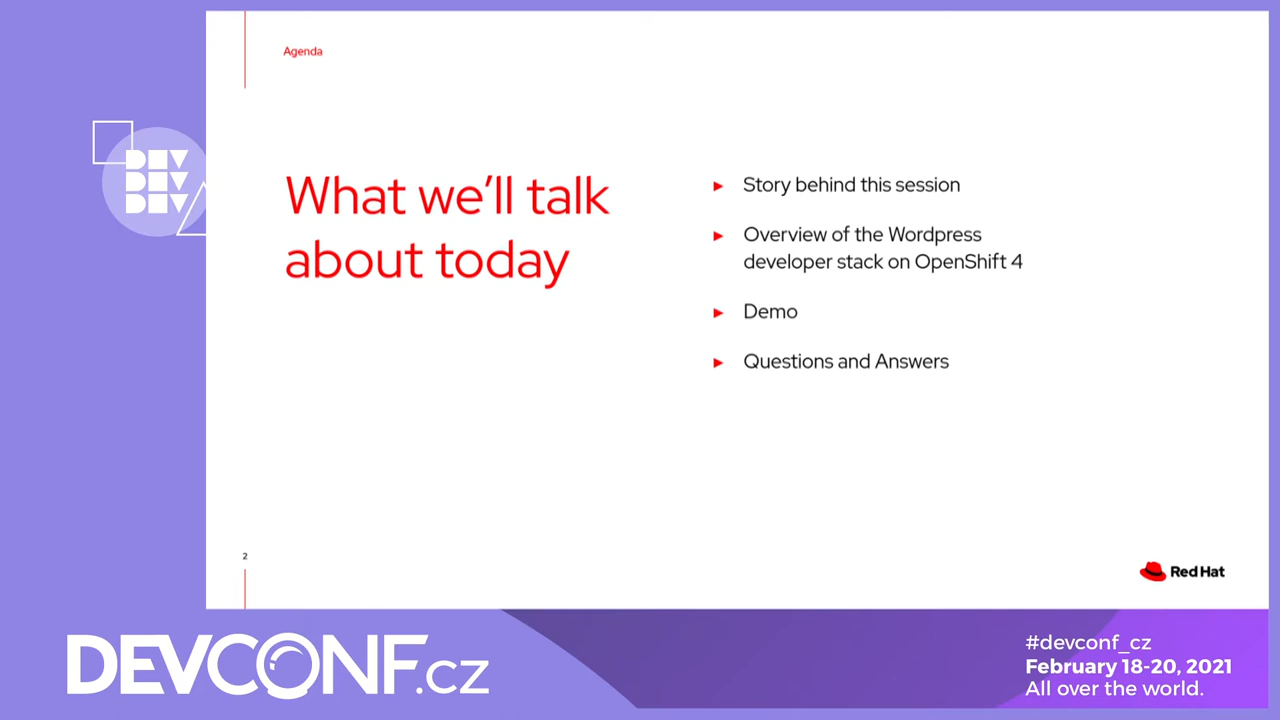 Agenda
What we'll talk
about today
► Story behind this session
► Overview of the Wordpress
developer stack on OpenShift 4
► Demo
► Questions and Answers
2
Red Hat
DEV
DEV
DEV
DEVCONF.cz
#devconf_cz
February 18-20, 2021
All over the world.